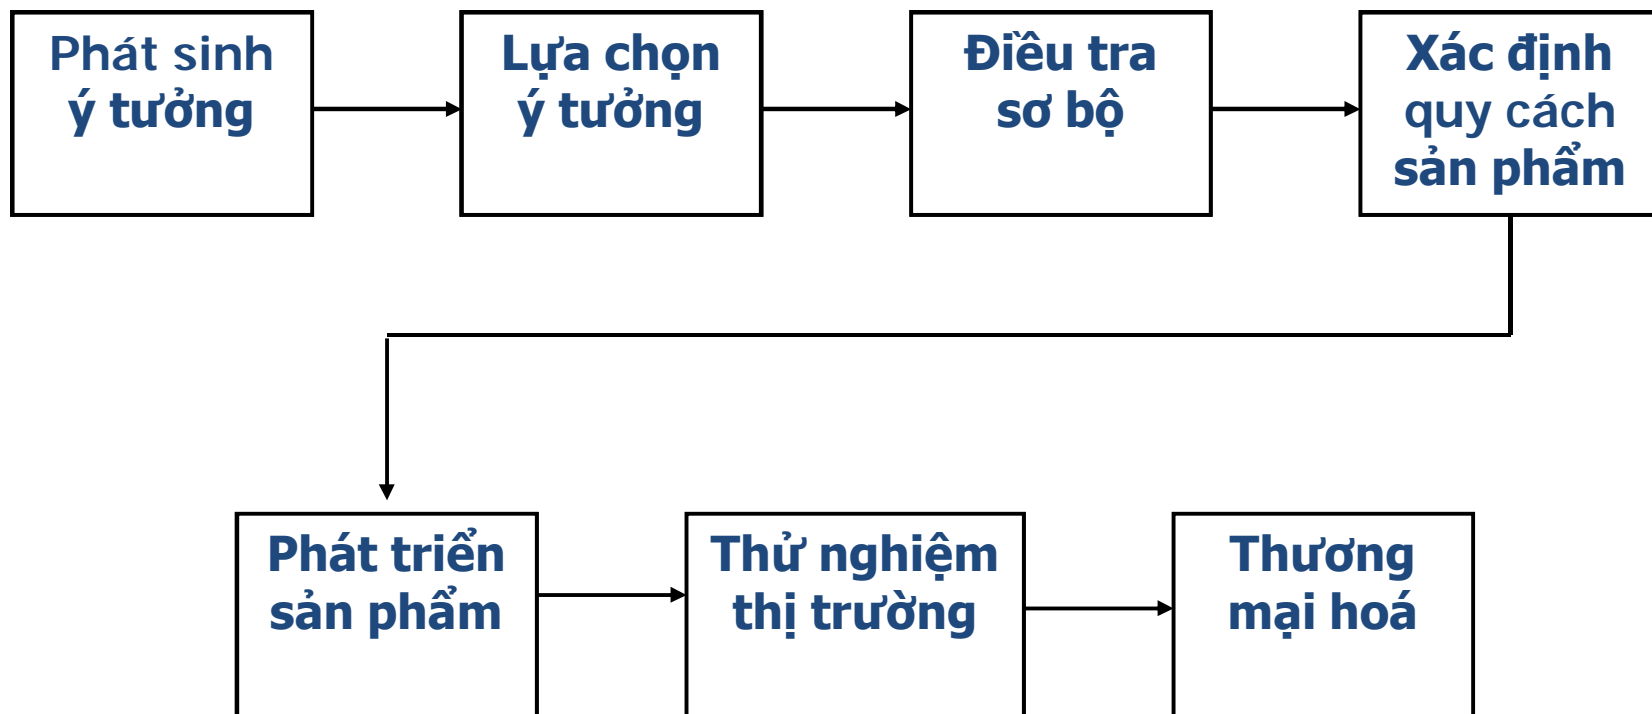 Phát sinh
ý tưởng
Lựa chọn
ý tưởng
Điều tra
sơ bộ
Xác định
quy cách
sản phẩm
Phát triển
sản phẩm
Thử nghiệm
thị trường
Thương
mại hoá